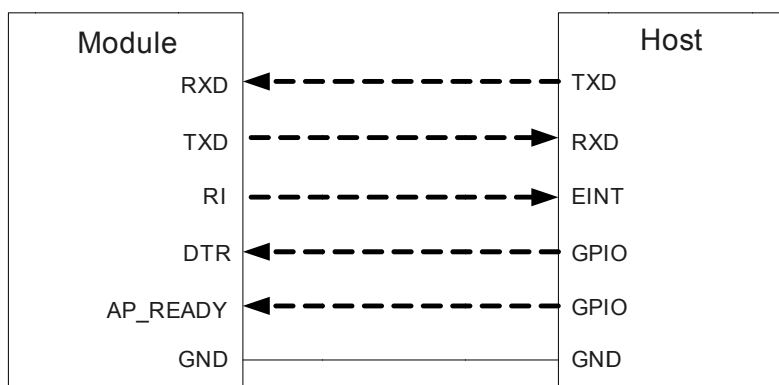 Module Host
RXD TXD
TXD RXD
RI EINT
DTR GPIO
AP_READY GPIO
GND GND